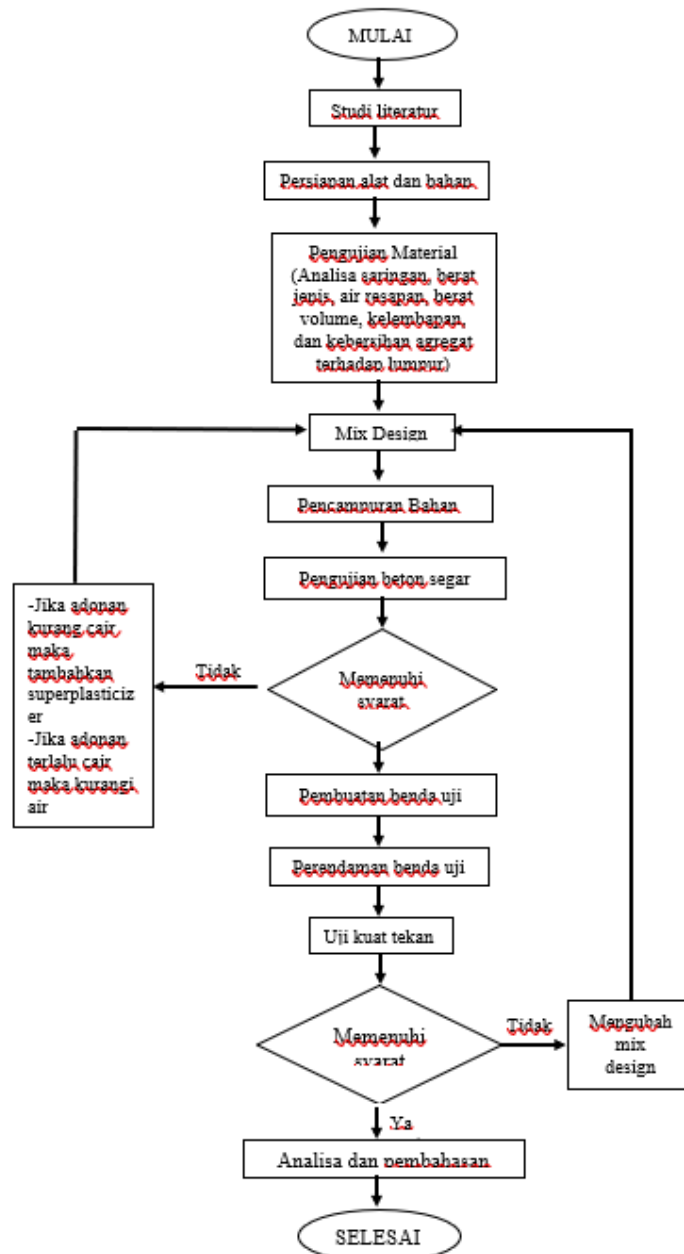 MULAI
Studi literatur
Persiapan alat dan bahan
Pengujian Material
(Analisa saringan, berat
jenis, air resapan, berat
volume, kelembapan,
dan kebersihan agregat
terhadap lumpur)
Mix Design
Pencampuran Bahan
Pengujian beton segar
Memenuhi
syarat
Tidak
-Jika adonan
kurang cair
maka
tambahkan
superplasticiz
er
-Jika adonan
terlalu cair
maka kurangi
air
Pembuatan benda uji
Perendaman benda uji
Uji kuat tekan
Memenuhi
syarat
Tidak
Mengubah
mix
design
Ya
Analisa dan pembahasan
SELESAI